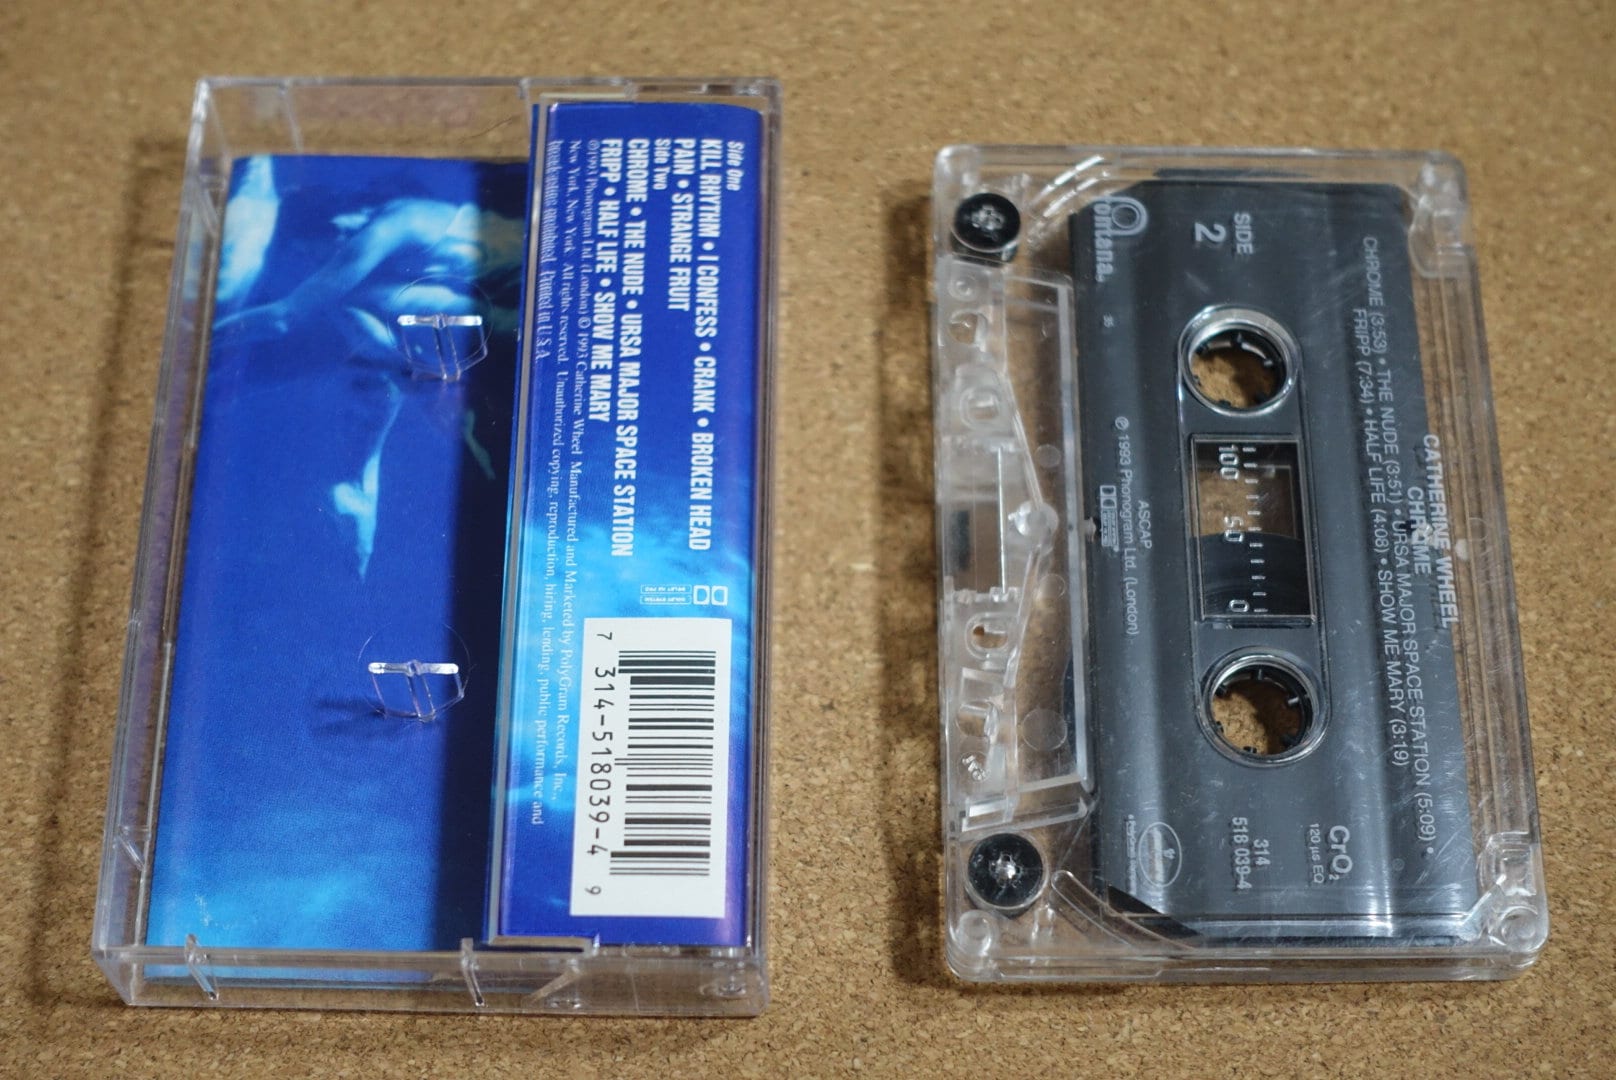 Side One
KILL RHYTHM • I CONFESS • CRANK • BROKEN HEAD
PAIN • STRANGE FRUIT
Side Two
CHROME • THE NUDE • URSA MAJOR SPACE STATION
FRIPP • HALF LIFE • SHOW ME MARY
℗1993 Phonogram Ltd. (London) © 1993 Catherine Wheel Manufactured and Marketed by PolyGram Records, Inc.,
New York, New York All rights reserved. Unauthorized copying, reproduction, hiring, lending, public performance and
broadcasting prohibited. Printed in U.S.A.
7 314-518039-4 9
CATHERINE WHEEL
CHROME
CHROME (3:53) • THE NUDE (3:51) • URSA MAJOR SPACE STATION (5:09) •
FRIPP (7:34) • HALF LIFE (4:08) • SHOW ME MARY (3:19)
SIDE
2
CrO2
120 µs EQ
314
518 039-4
100 50 0
fontana.
35
ASCAP
℗ 1993 Phonogram Ltd. (London)